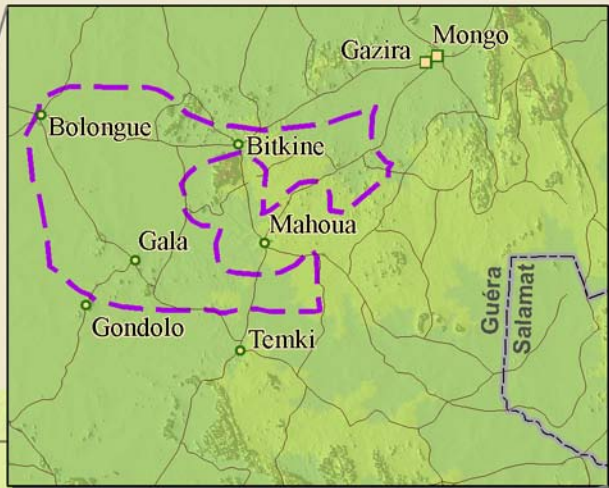 Mongo
Gazira
Bolongue
Bitkine
Mahoua
Gala
Gondolo
Temki
Guéra
Salamat